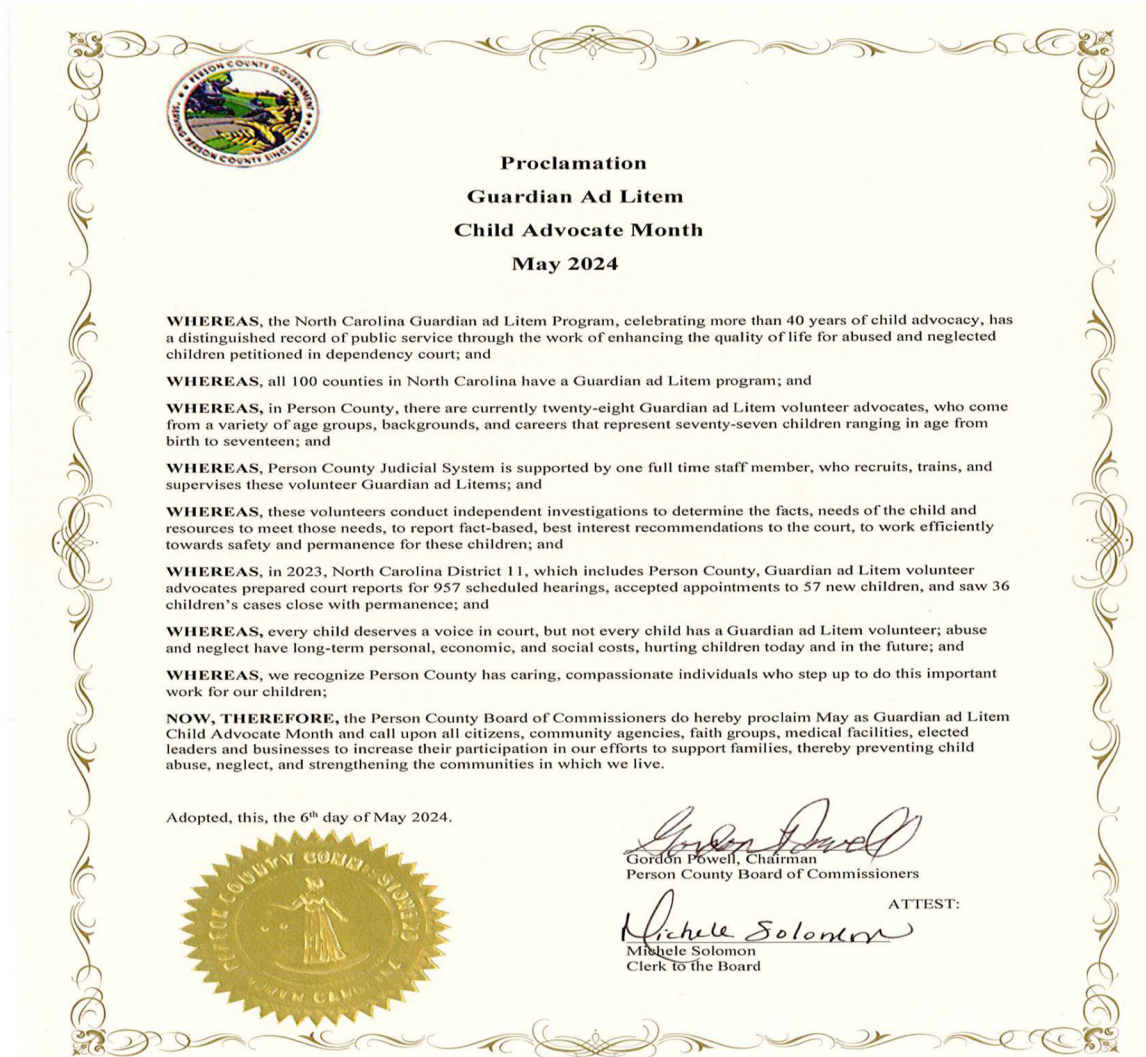 PERSON COUNTY GOVERNMENT
SERVING PERSON COUNTY SINCE 1792
Proclamation
Guardian Ad Litem
Child Advocate Month
May 2024
WHEREAS, the North Carolina Guardian ad Litem Program, celebrating more than 40 years of child advocacy, has
a distinguished record of public service through the work of enhancing the quality of life for abused and neglected
children petitioned in dependency court; and
WHEREAS, all 100 counties in North Carolina have a Guardian ad Litem program; and
WHEREAS, in Person County, there are currently twenty-eight Guardian ad Litem volunteer advocates, who come
from a variety of age groups, backgrounds, and careers that represent seventy-seven children ranging in age from
birth to seventeen; and
WHEREAS, Person County Judicial System is supported by one full time staff member, who recruits, trains, and
supervises these volunteer Guardian ad Litems; and
WHEREAS, these volunteers conduct independent investigations to determine the facts, needs of the child and
resources to meet those needs, to report fact-based, best interest recommendations to the court, to work efficiently
towards safety and permanence for these children; and
WHEREAS, in 2023, North Carolina District 11, which includes Person County, Guardian ad Litem volunteer
advocates prepared court reports for 957 scheduled hearings, accepted appointments to 57 new children, and saw 36
children's cases close with permanence; and
WHEREAS, every child deserves a voice in court, but not every child has a Guardian ad Litem volunteer; abuse
and neglect have long-term personal, economic, and social costs, hurting children today and in the future; and
WHEREAS, we recognize Person County has caring, compassionate individuals who step up to do this important
work for our children;
NOW, THEREFORE, the Person County Board of Commissioners do hereby proclaim May as Guardian ad Litem
Child Advocate Month and call upon all citizens, community agencies, faith groups, medical facilities, elected
leaders and businesses to increase their participation in our efforts to support families, thereby preventing child
abuse, neglect, and strengthening the communities in which we live.
Adopted, this, the 6th day of May 2024.
Gordon Powell
Gordon Powell, Chairman
Person County Board of Commissioners
ATTEST:
Michele Solomon
Michele Solomon
Clerk to the Board
PERSON COUNTY COMMISSIONERS